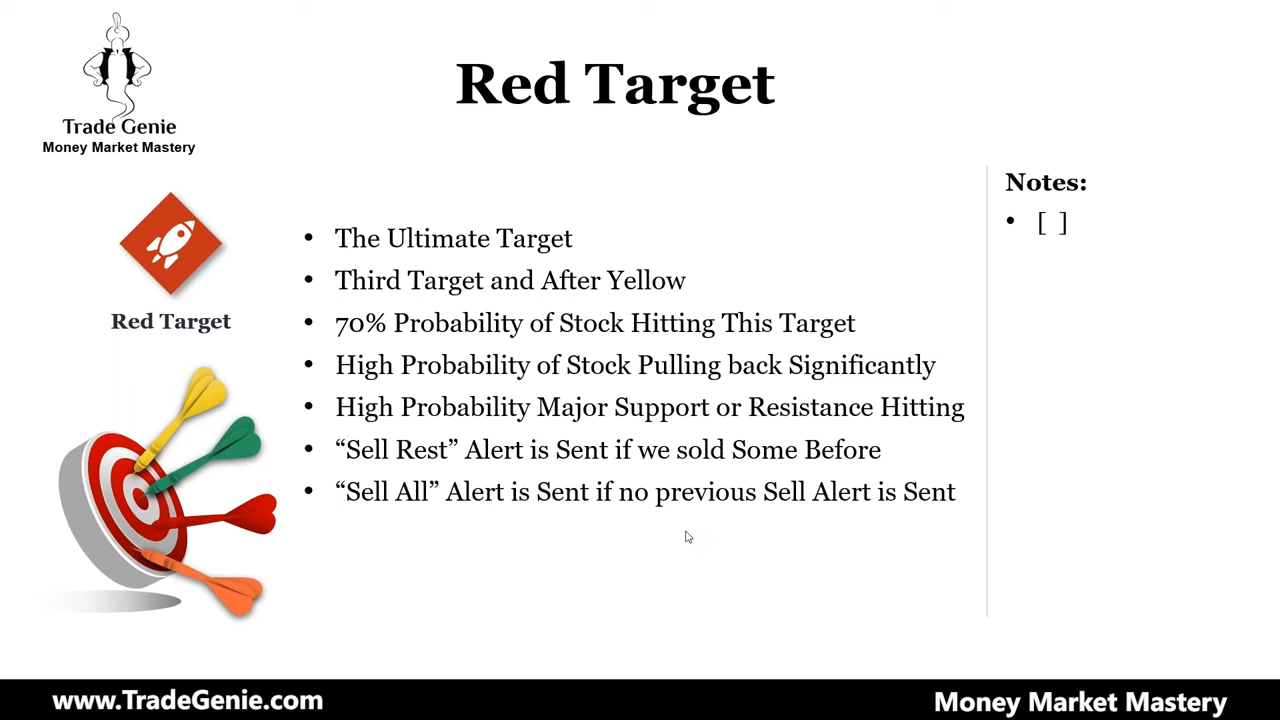 Trade Genie
Money Market Mastery
Red Target
Red Target
• The Ultimate Target
• Third Target and After Yellow
• 70% Probability of Stock Hitting This Target
• High Probability of Stock Pulling back Significantly
• High Probability Major Support or Resistance Hitting
• “Sell Rest” Alert is Sent if we sold Some Before
• “Sell All” Alert is Sent if no previous Sell Alert is Sent
Notes:
• [ ]
www.TradeGenie.com
Money Market Mastery